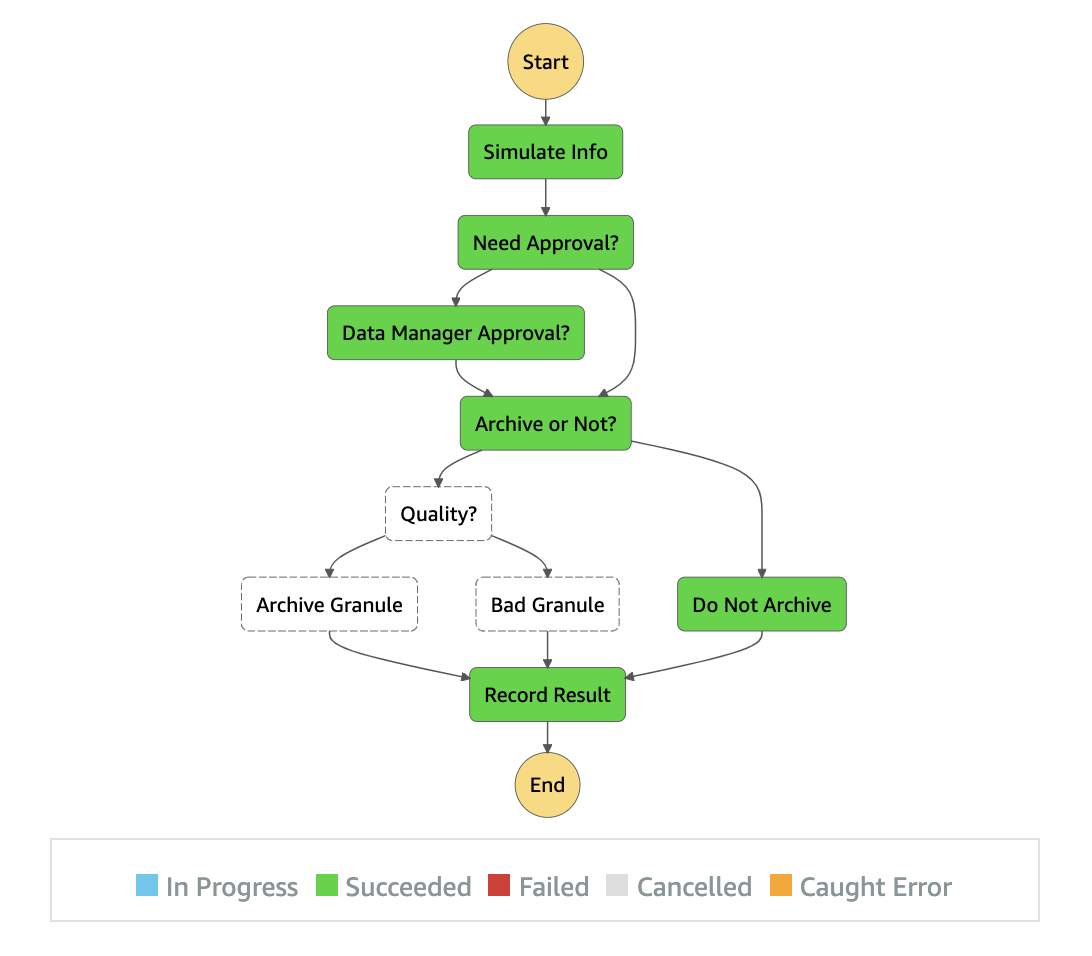 Start
Simulate Info
Need Approval?
Data Manager Approval?
Archive or Not?
Quality?
Archive Granule
Bad Granule
Do Not Archive
Record Result
End
In Progress
Succeeded
Failed
Cancelled
Caught Error